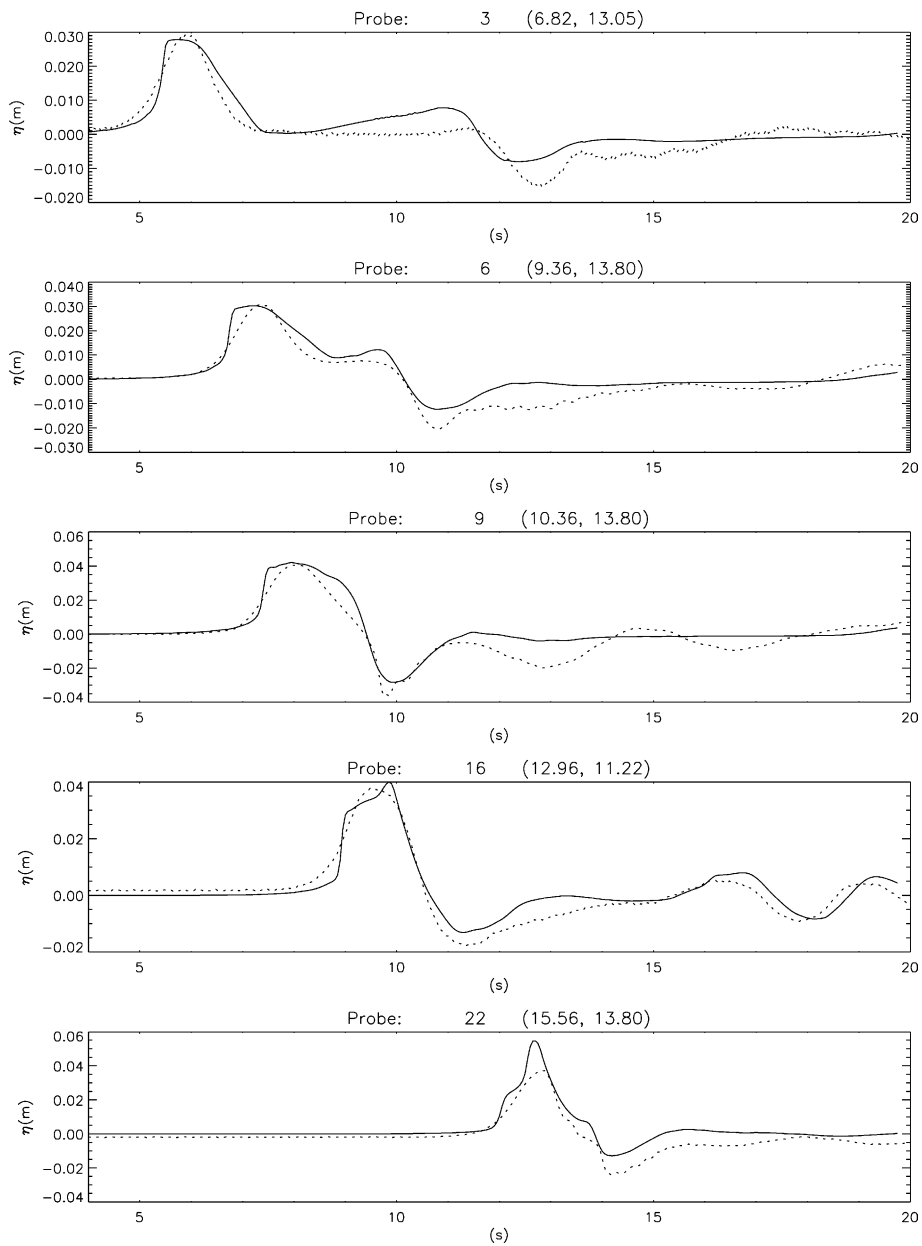 Probe: 3 (6.82, 13.05)
0.030
0.020
0.010
0.000
−0.010
−0.020
η(m)
5 10 15 20
(s)
Probe: 6 (9.36, 13.80)
0.040
0.030
0.020
0.010
0.000
−0.010
−0.020
−0.030
η(m)
5 10 15 20
(s)
Probe: 9 (10.36, 13.80)
0.06
0.04
0.02
0.00
−0.02
−0.04
η(m)
5 10 15 20
(s)
Probe: 16 (12.96, 11.22)
0.04
0.02
0.00
−0.02
η(m)
5 10 15 20
(s)
Probe: 22 (15.56, 13.80)
0.06
0.04
0.02
0.00
−0.02
−0.04
η(m)
5 10 15 20
(s)